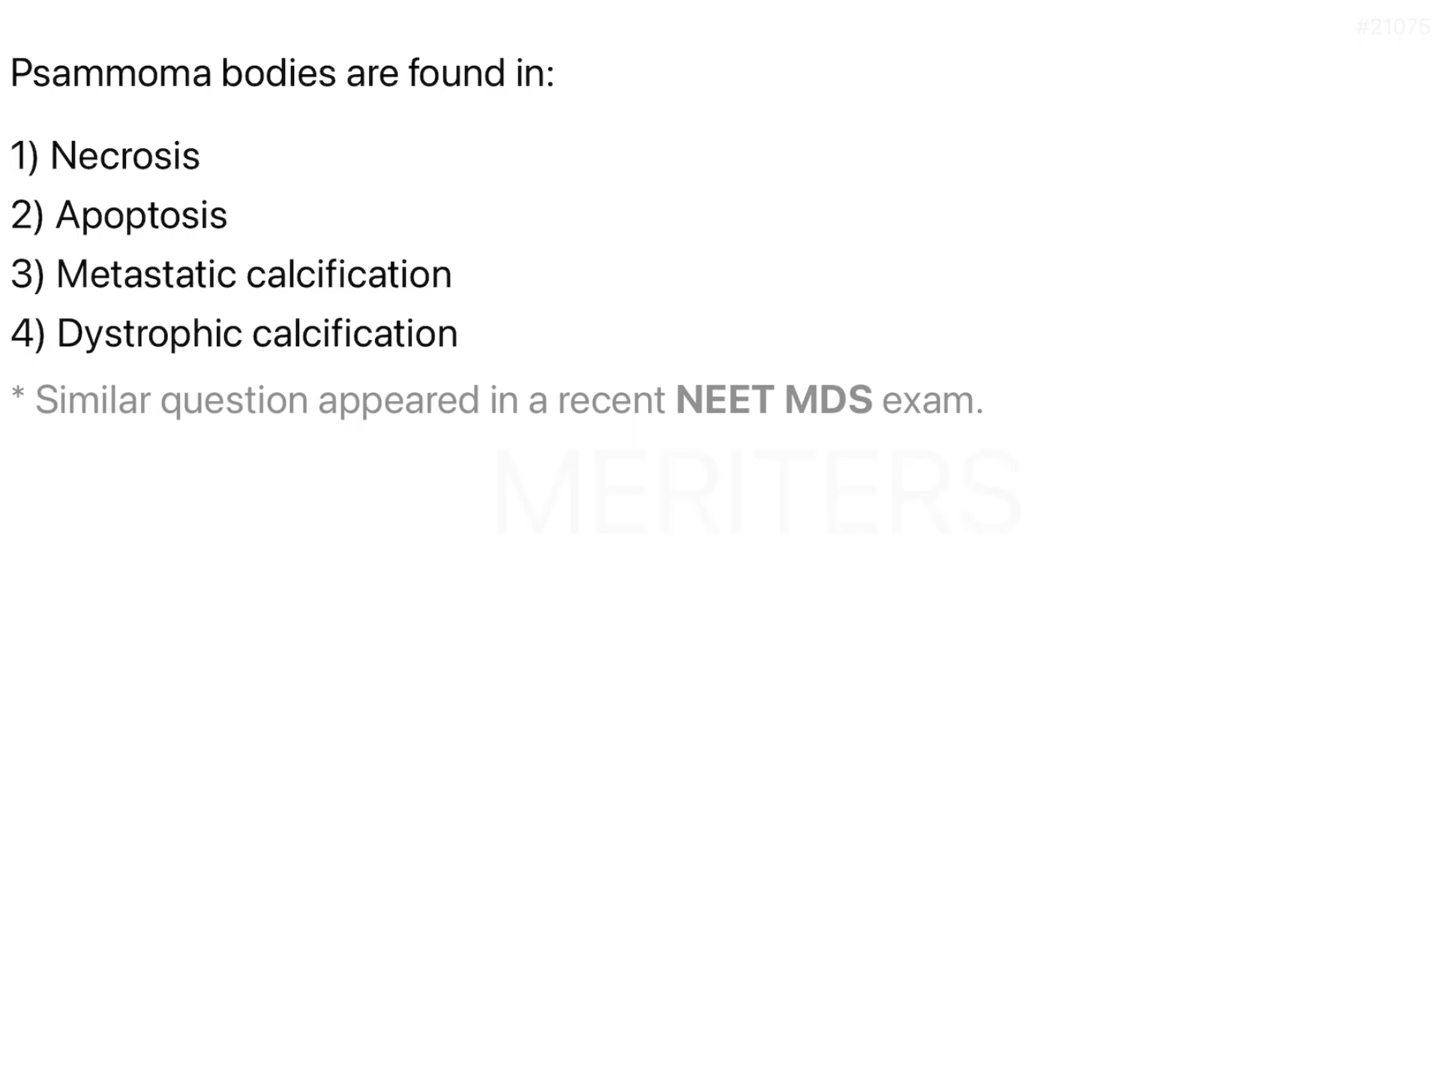 #21075
Psammoma bodies are found in:
1) Necrosis
2) Apoptosis
3) Metastatic calcification
4) Dystrophic calcification
* Similar question appeared in a recent NEET MDS exam.
MERITERS